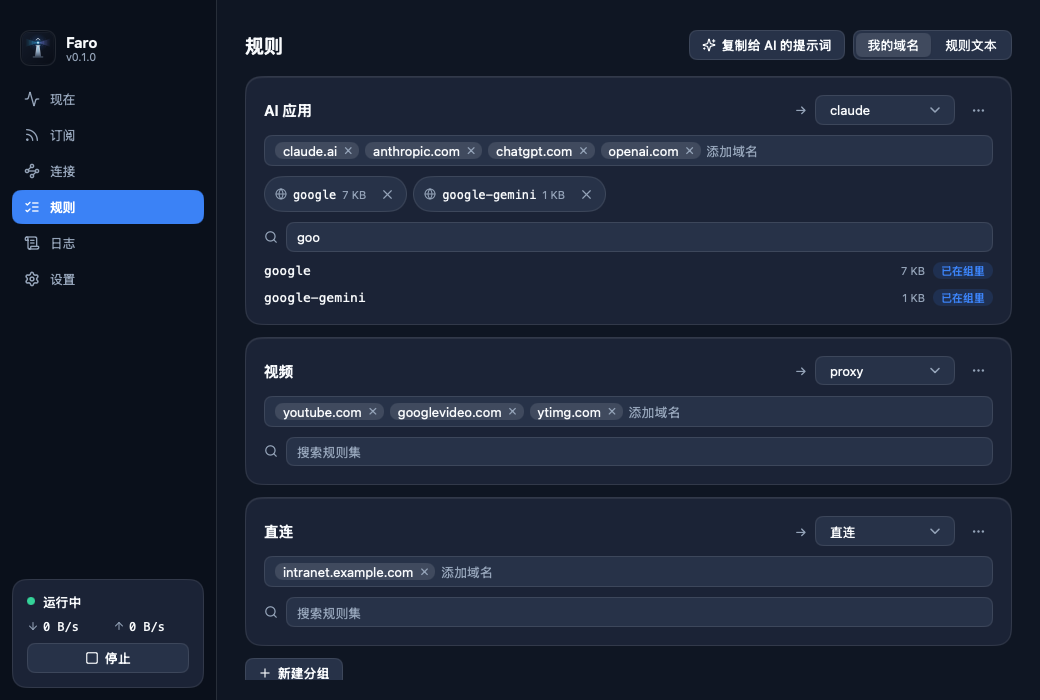 Faro
v0.1.0
现在
订阅
连接
规则
日志
设置
运行中
↓ 0 B/s ↑ 0 B/s
停止
规则
复制给 AI 的提示词 我的域名 规则文本
AI 应用 → claude ···
claude.ai × anthropic.com × chatgpt.com × openai.com × 添加域名
google 7 KB × google-gemini 1 KB ×
goo
google 7 KB 已在组里
google-gemini 1 KB 已在组里
视频 → proxy ···
youtube.com × googlevideo.com × ytimg.com × 添加域名
搜索规则集
直连 → 直连 ···
intranet.example.com × 添加域名
搜索规则集
+ 新建分组